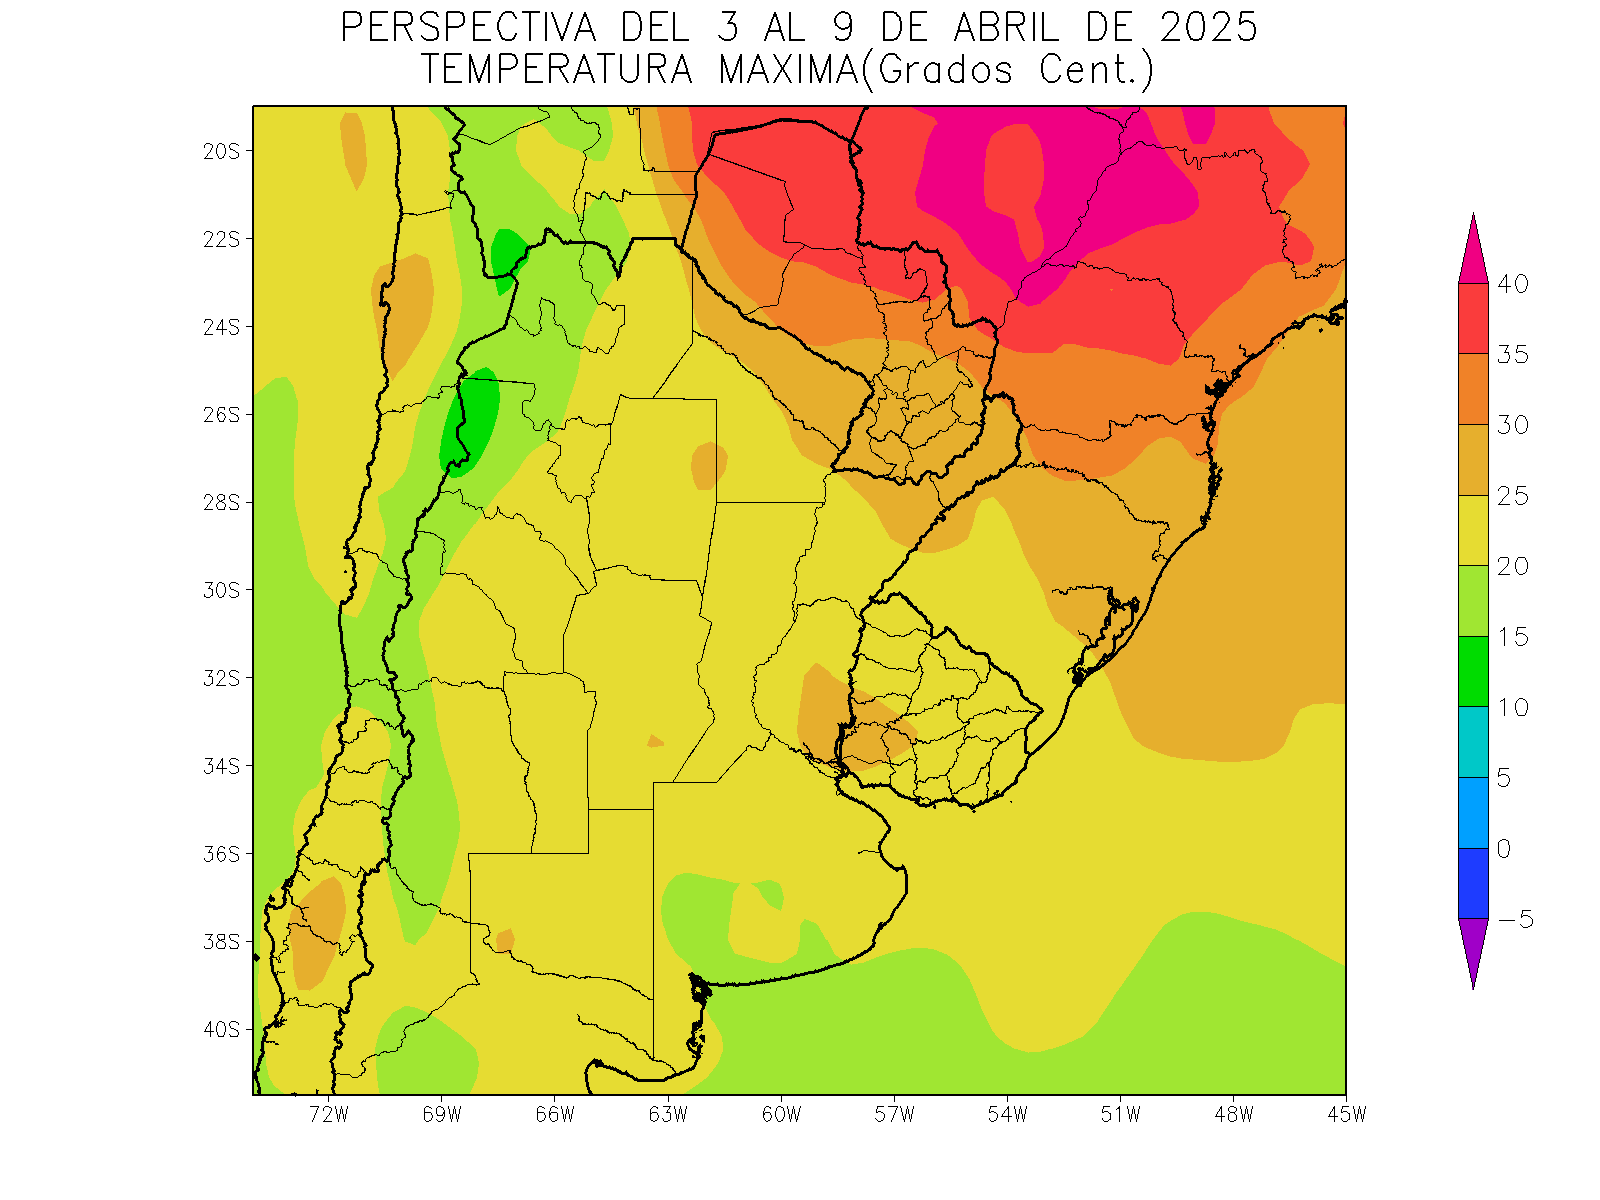 PERSPECTIVA DEL 3 AL 9 DE ABRIL DE 2025
TEMPERATURA MAXIMA(Grados Cent.)
20S
22S
24S
26S
28S
30S
32S
34S
36S
38S
40S
72W 69W 66W 63W 60W 57W 54W 51W 48W 45W
40
35
30
25
20
15
10
5
0
-5